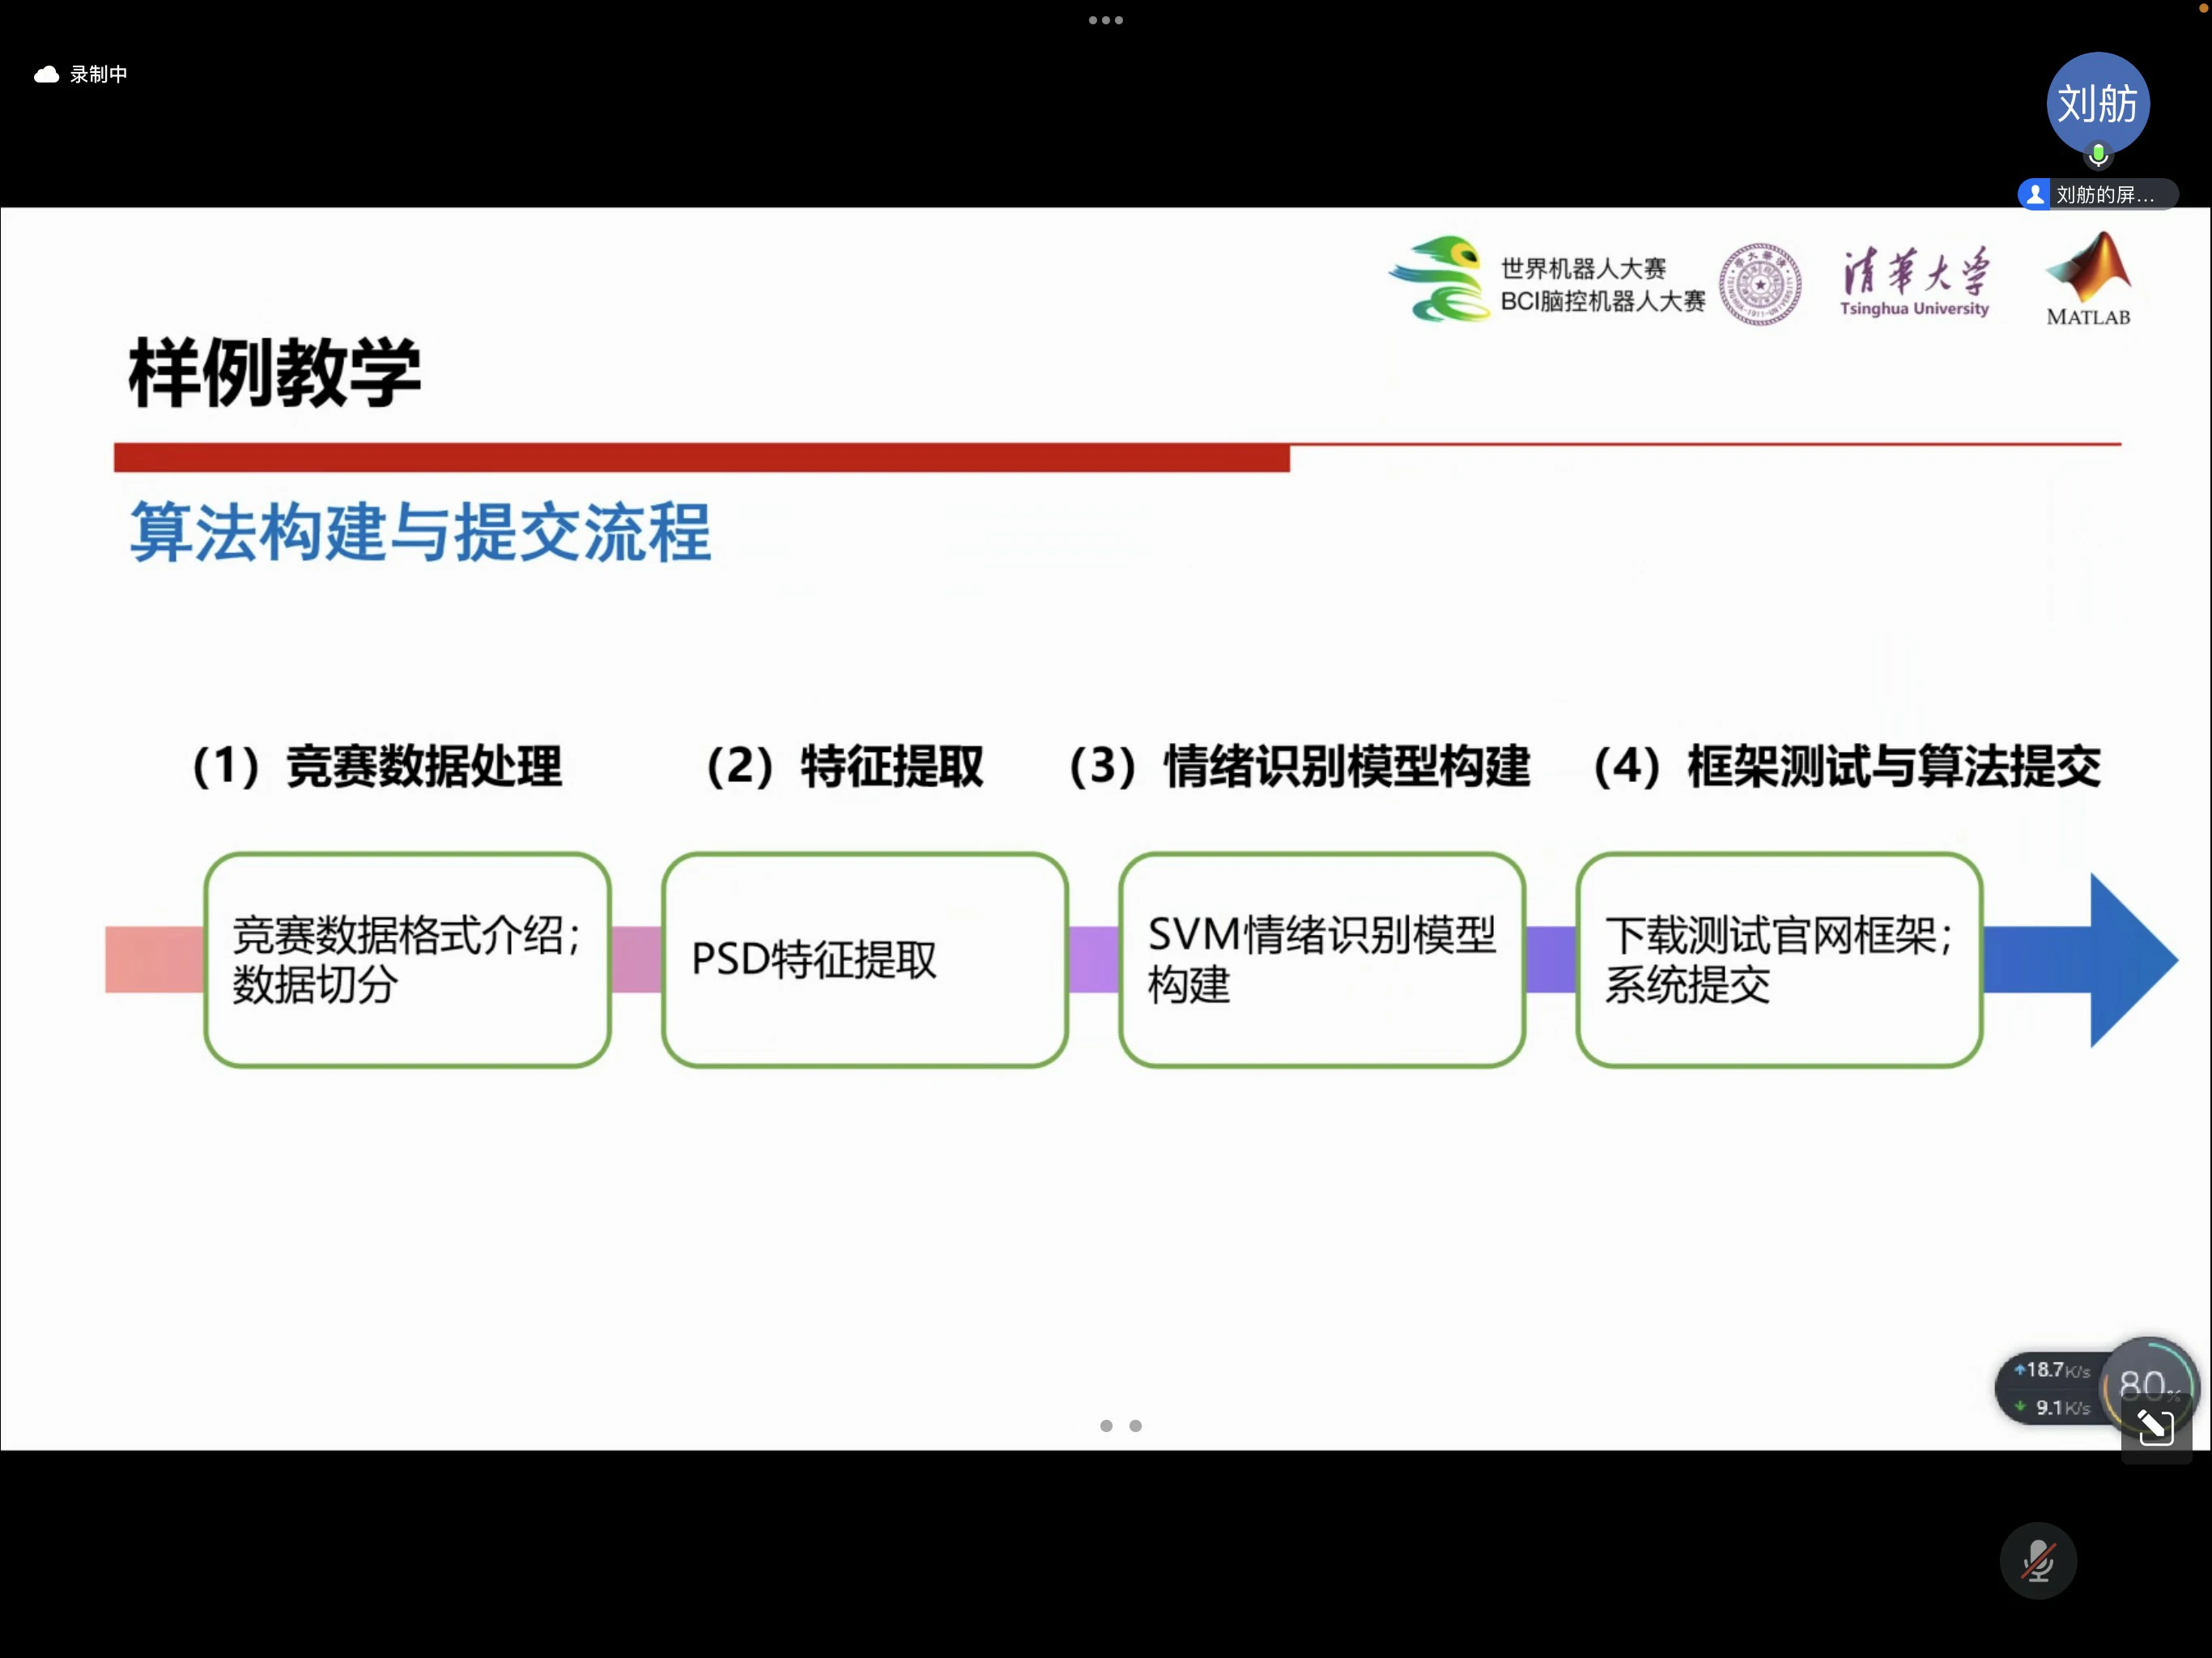 录制中
刘舫
刘舫的屏...
世界机器人大赛
BCI脑控机器人大赛
清华大学
Tsinghua University
MATLAB
样例教学
算法构建与提交流程
（1）竞赛数据处理
（2）特征提取
（3）情绪识别模型构建
（4）框架测试与算法提交
竞赛数据格式介绍；
数据切分
PSD特征提取
SVM情绪识别模型
构建
下载测试官网框架；
系统提交
18.7K/s
9.1K/s
80%